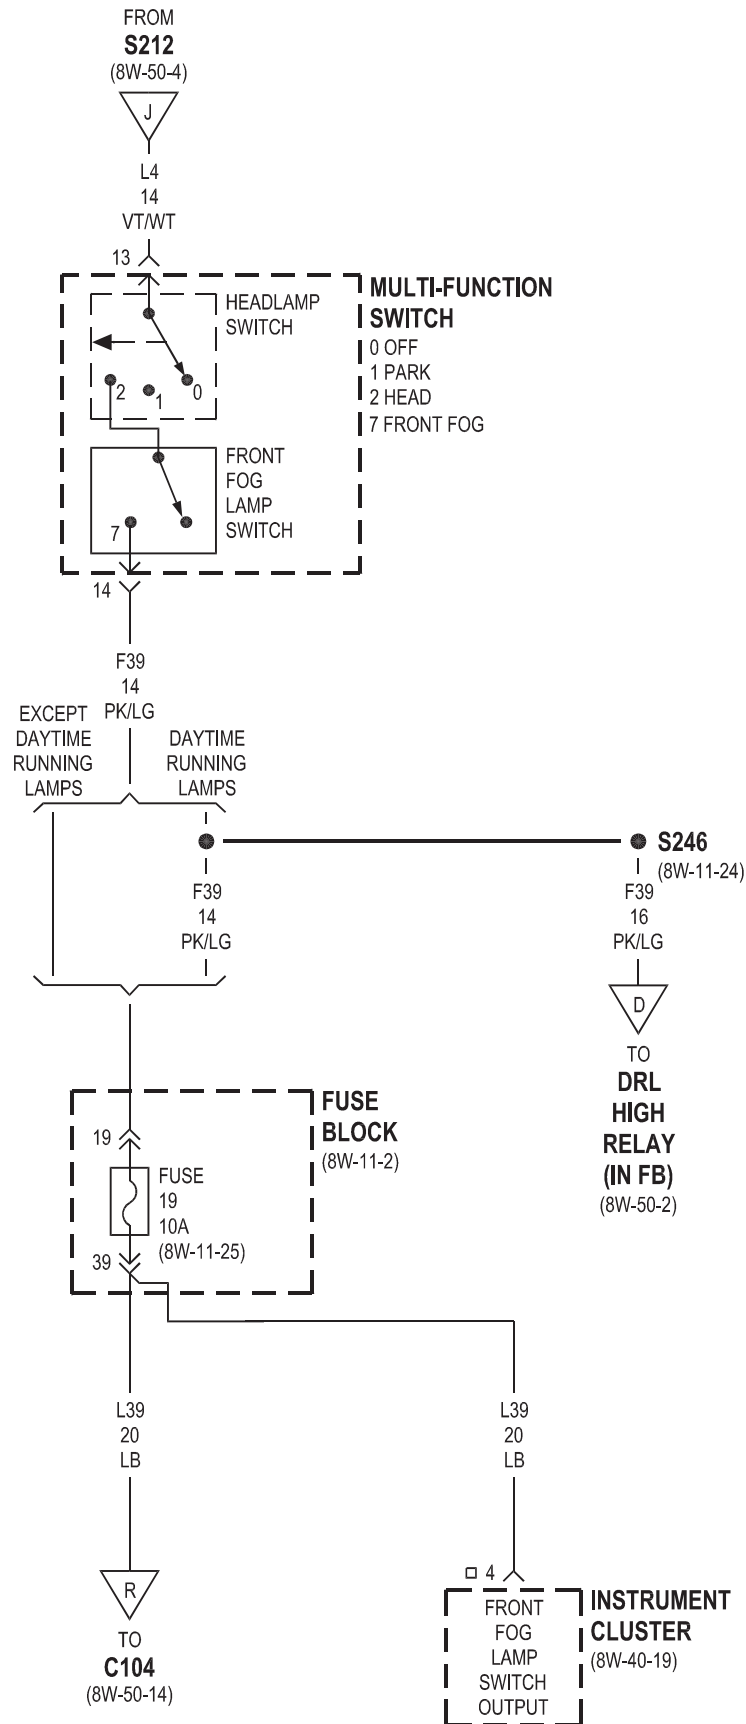 FROM
S212
(8W-50-4)
J
L4
14
VT/WT
13
HEADLAMP
SWITCH
2
1
0
MULTI-FUNCTION
SWITCH
0 OFF
1 PARK
2 HEAD
7 FRONT FOG
FRONT
FOG
LAMP
SWITCH
7
14
F39
14
PK/LG
EXCEPT
DAYTIME
RUNNING
LAMPS
DAYTIME
RUNNING
LAMPS
S246
(8W-11-24)
F39
14
PK/LG
F39
16
PK/LG
D
TO
DRL
HIGH
RELAY
(IN FB)
(8W-50-2)
FUSE
BLOCK
(8W-11-2)
19
FUSE
19
10A
(8W-11-25)
39
L39
20
LB
L39
20
LB
R
TO
C104
(8W-50-14)
4
FRONT
FOG
LAMP
SWITCH
OUTPUT
INSTRUMENT
CLUSTER
(8W-40-19)